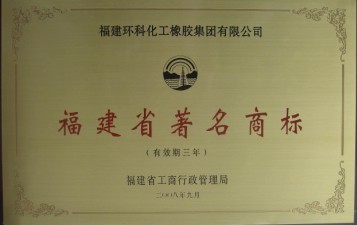 福建环科化工橡胶集团有限公司
福建省著名商标
（有效期三年）
福建省工商行政管理局
二〇〇八年九月